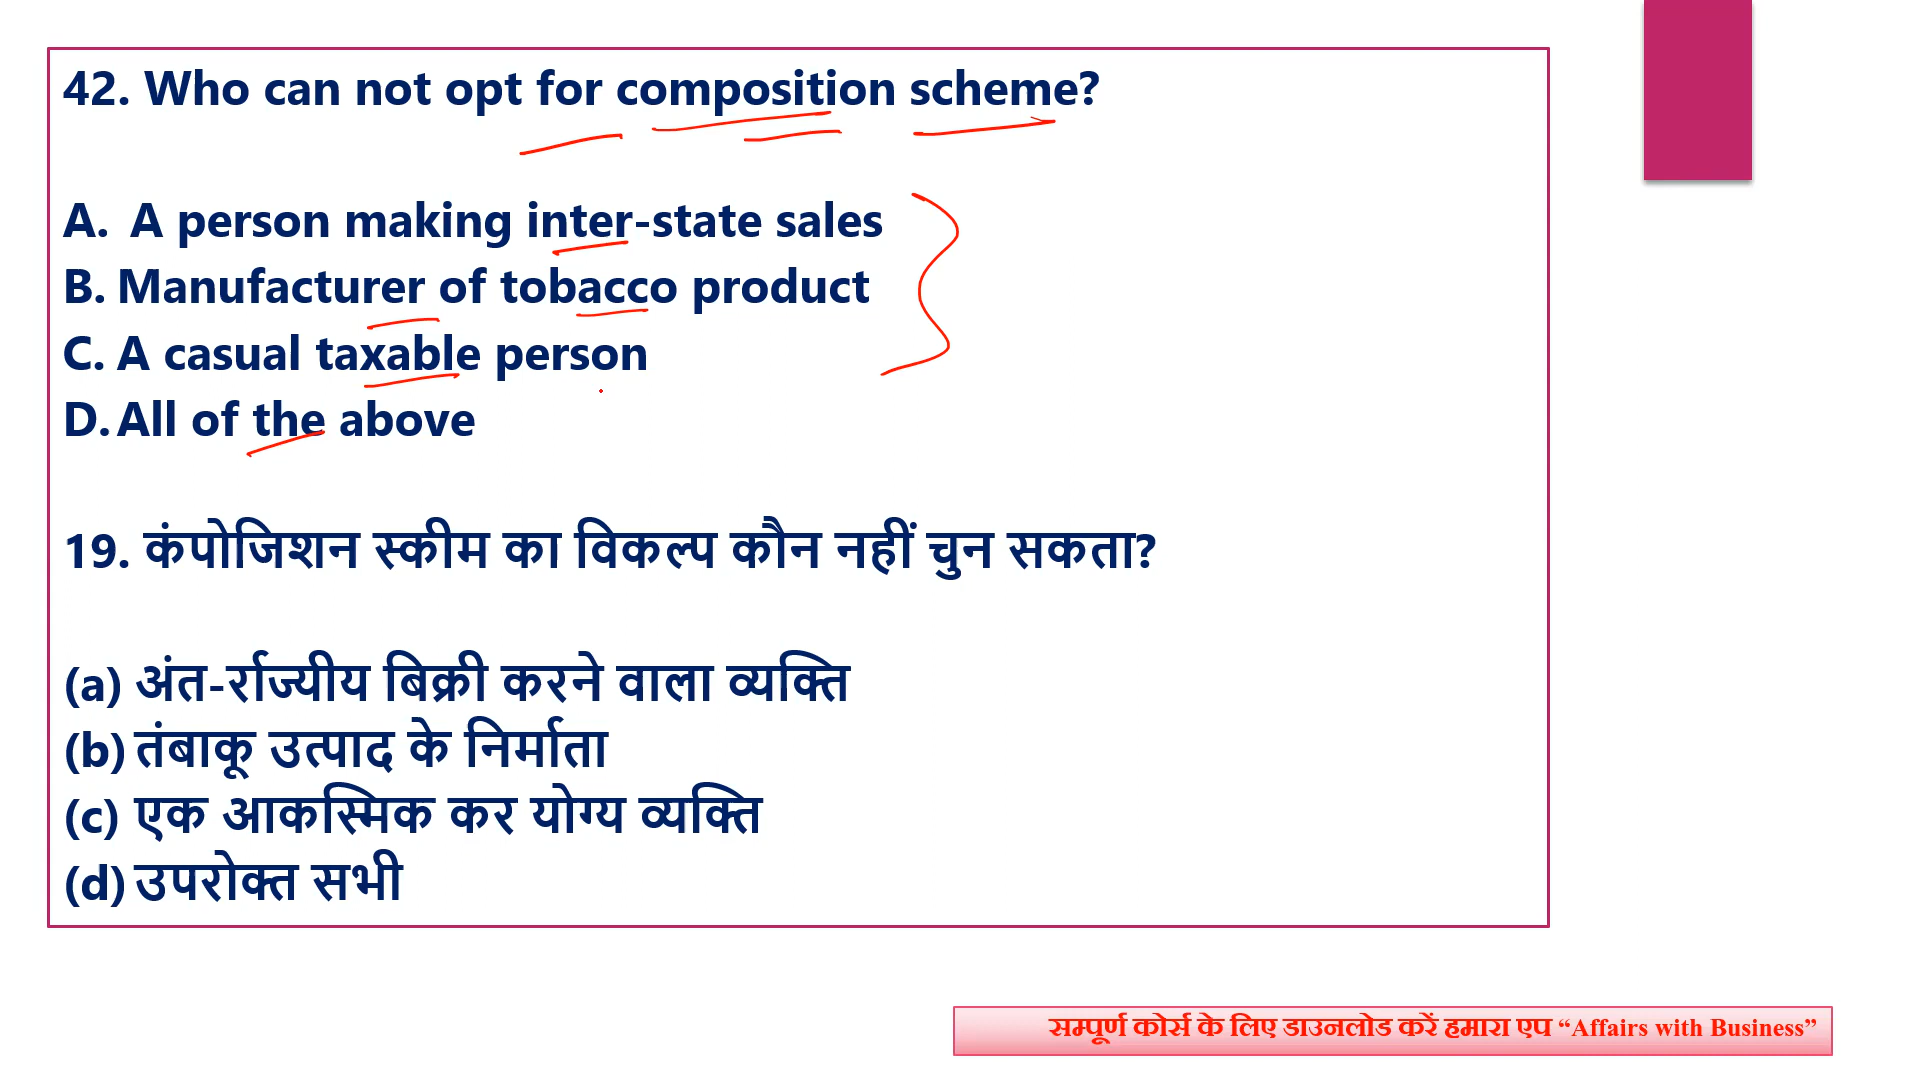 42. Who can not opt for composition scheme?
A. A person making inter-state sales
B. Manufacturer of tobacco product
C. A casual taxable person
D. All of the above
19. कंपोजिशन स्कीम का विकल्प कौन नहीं चुन सकता?
(a) अंत-र्राज्यीय बिक्री करने वाला व्यक्ति
(b) तंबाकू उत्पाद के निर्माता
(c) एक आकस्मिक कर योग्य व्यक्ति
(d) उपरोक्त सभी
सम्पूर्ण कोर्स के लिए डाउनलोड करें हमारा एप “Affairs with Business”